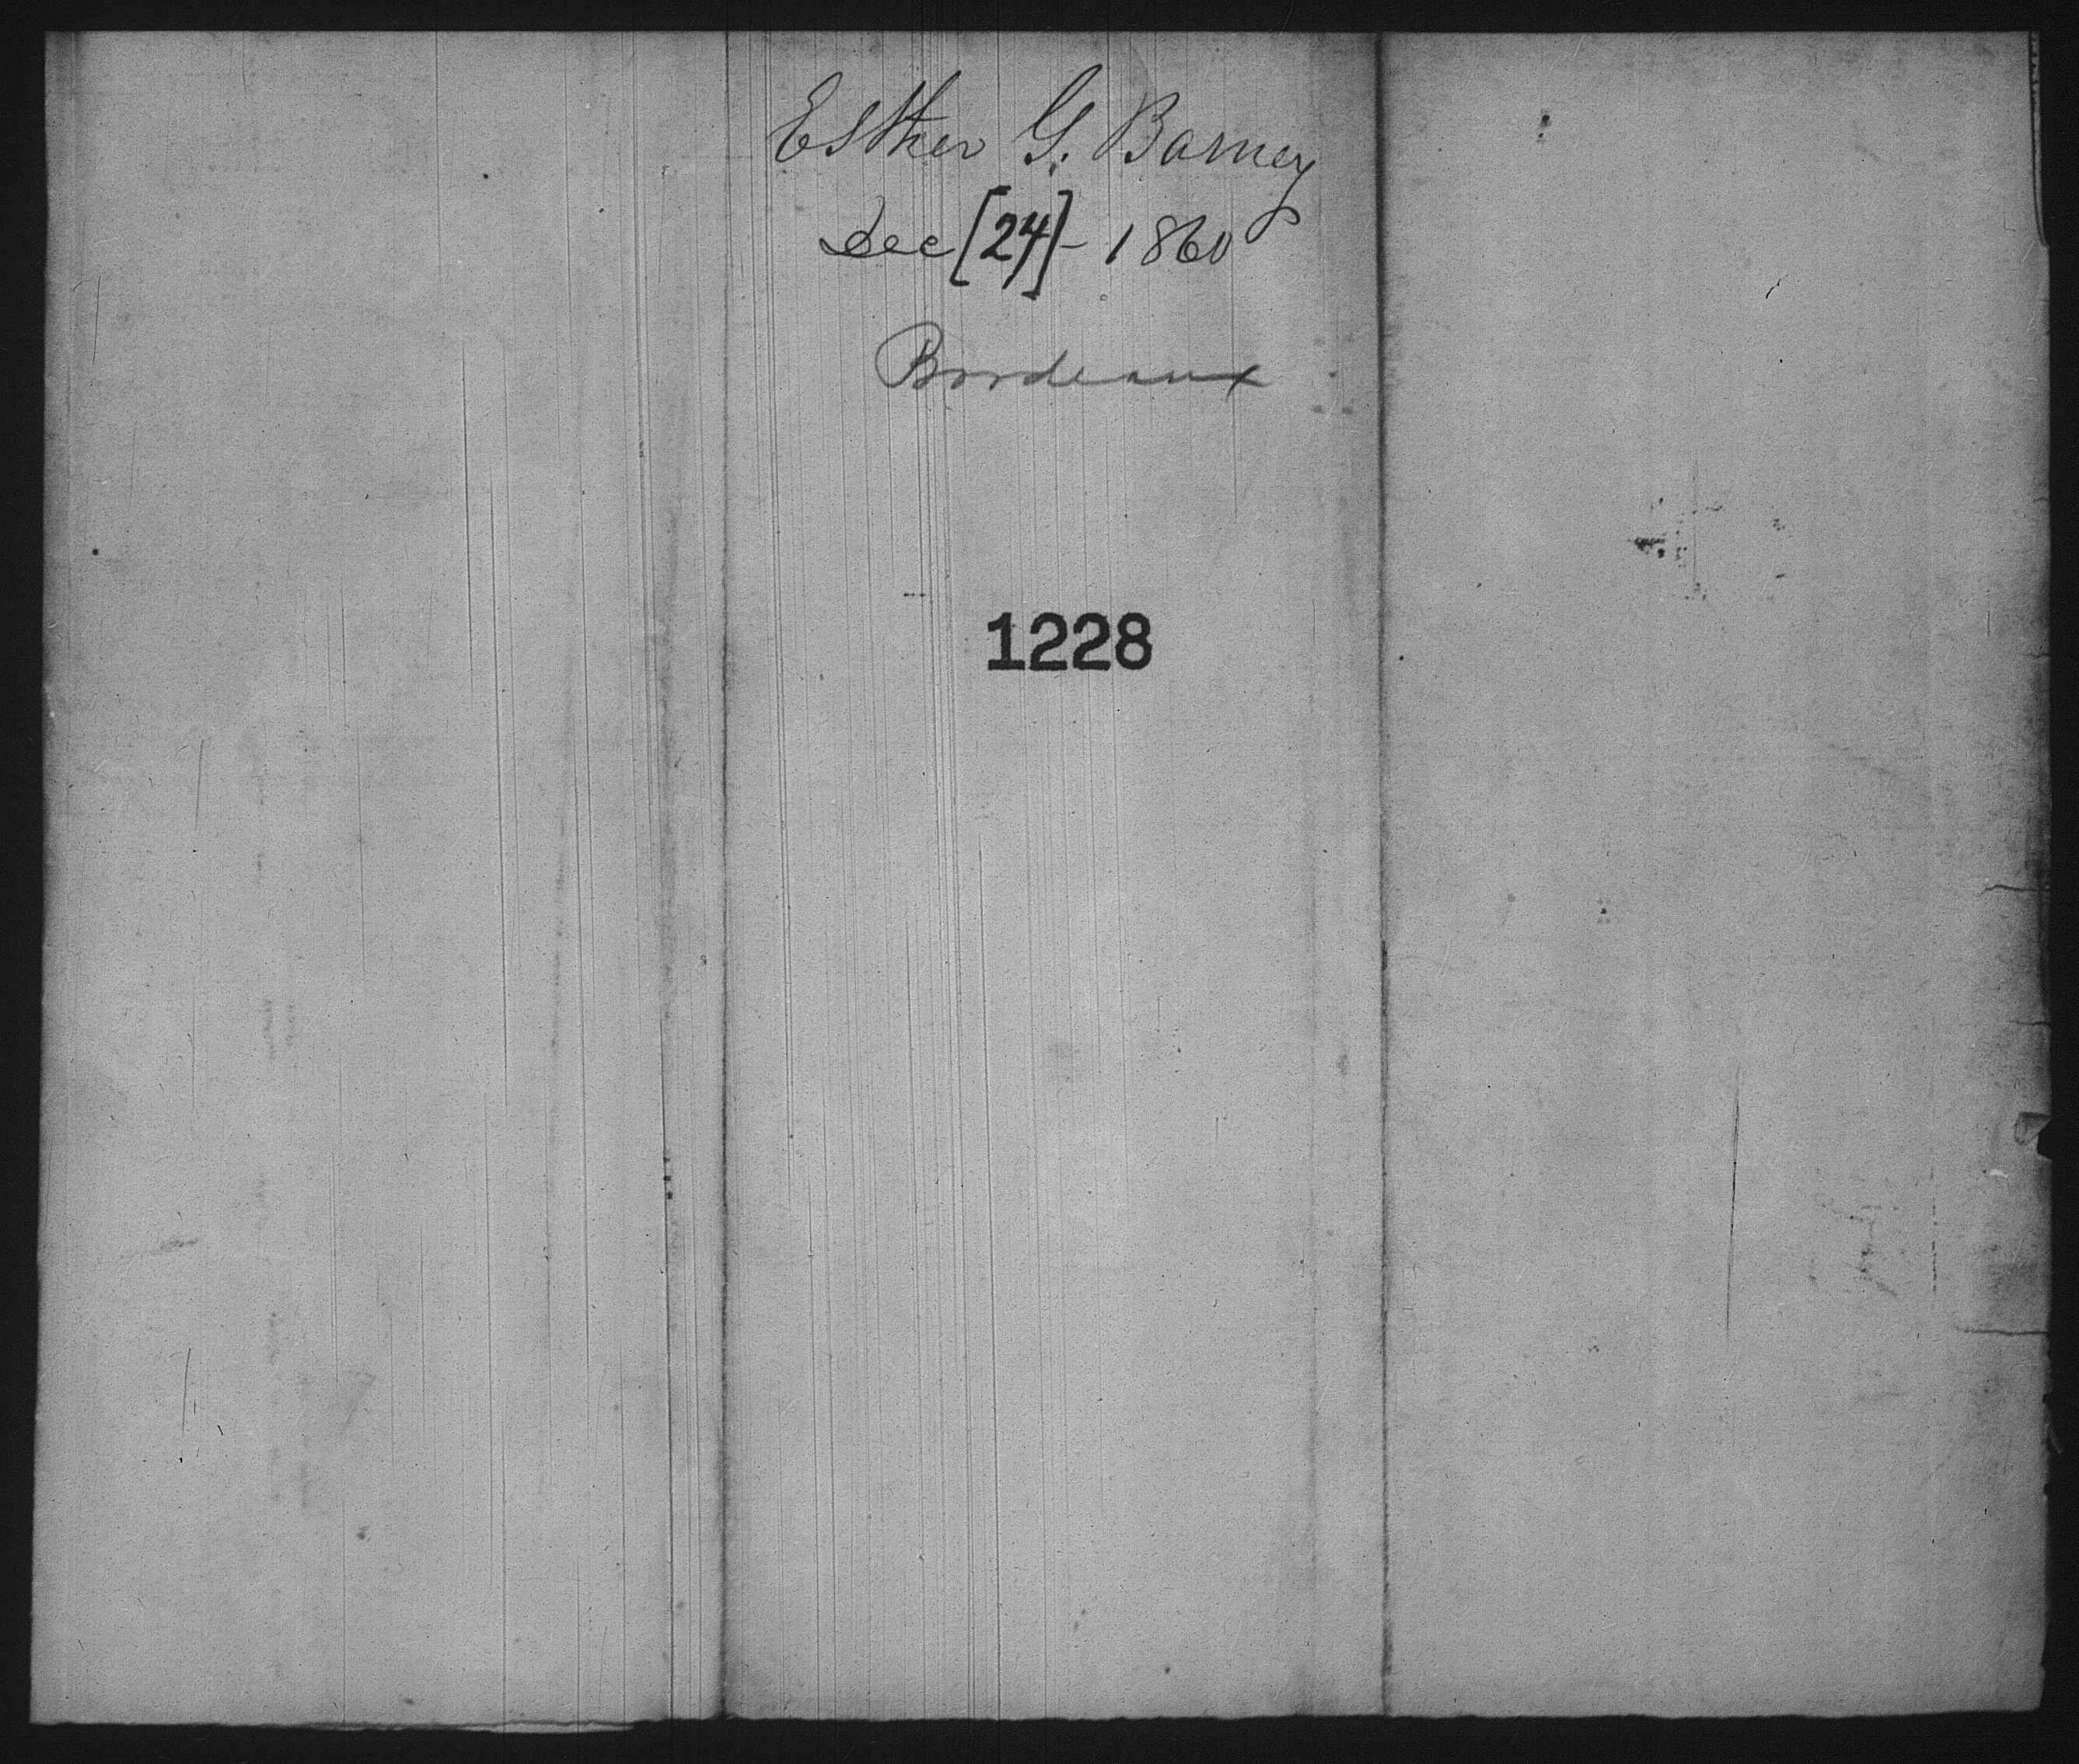 Esther G. Barney
Dec [24] - 1860
Bordeaux
1228